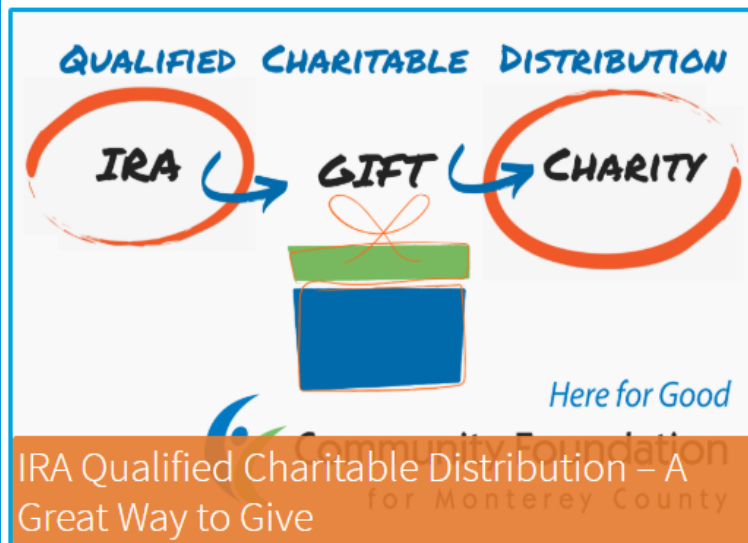 QUALIFIED CHARITABLE DISTRIBUTION
IRA GIFT CHARITY
Here for Good
Community Foundation
for Monterey County
IRA Qualified Charitable Distribution – A
Great Way to Give